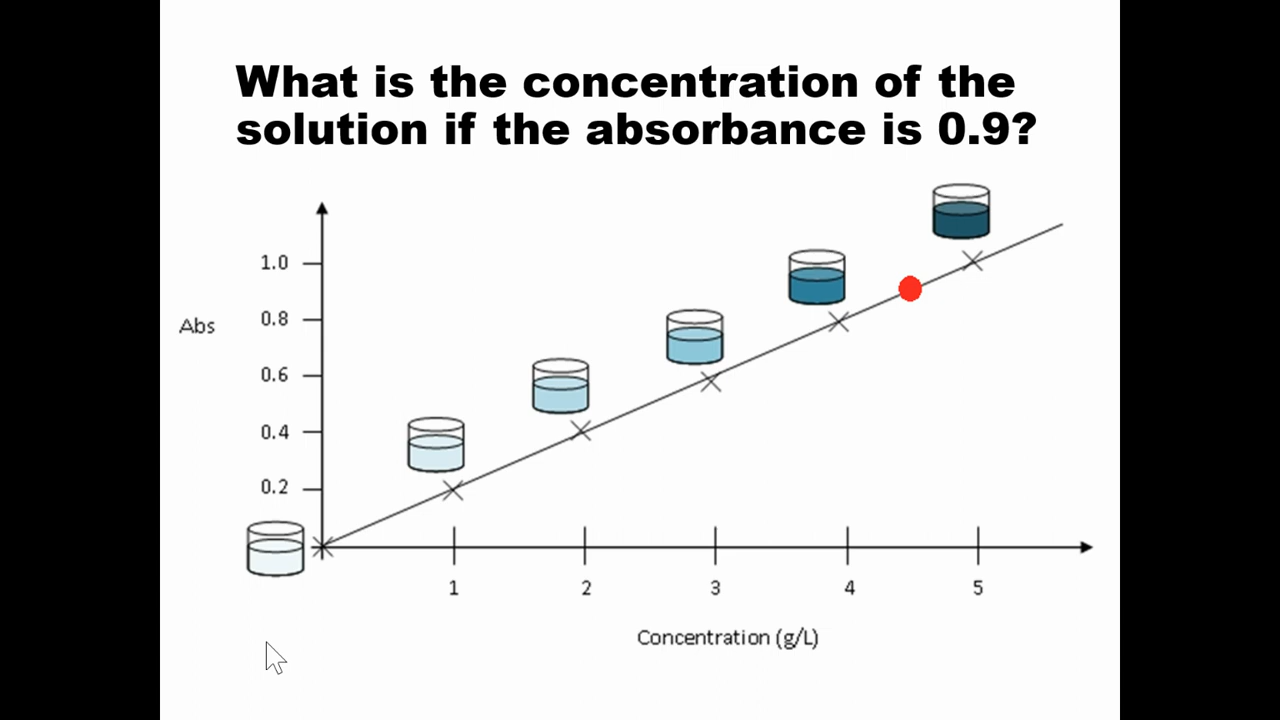 What is the concentration of the
solution if the absorbance is 0.9?
1.0
0.8
Abs
0.6
0.4
0.2
1 2 3 4 5
Concentration (g/L)